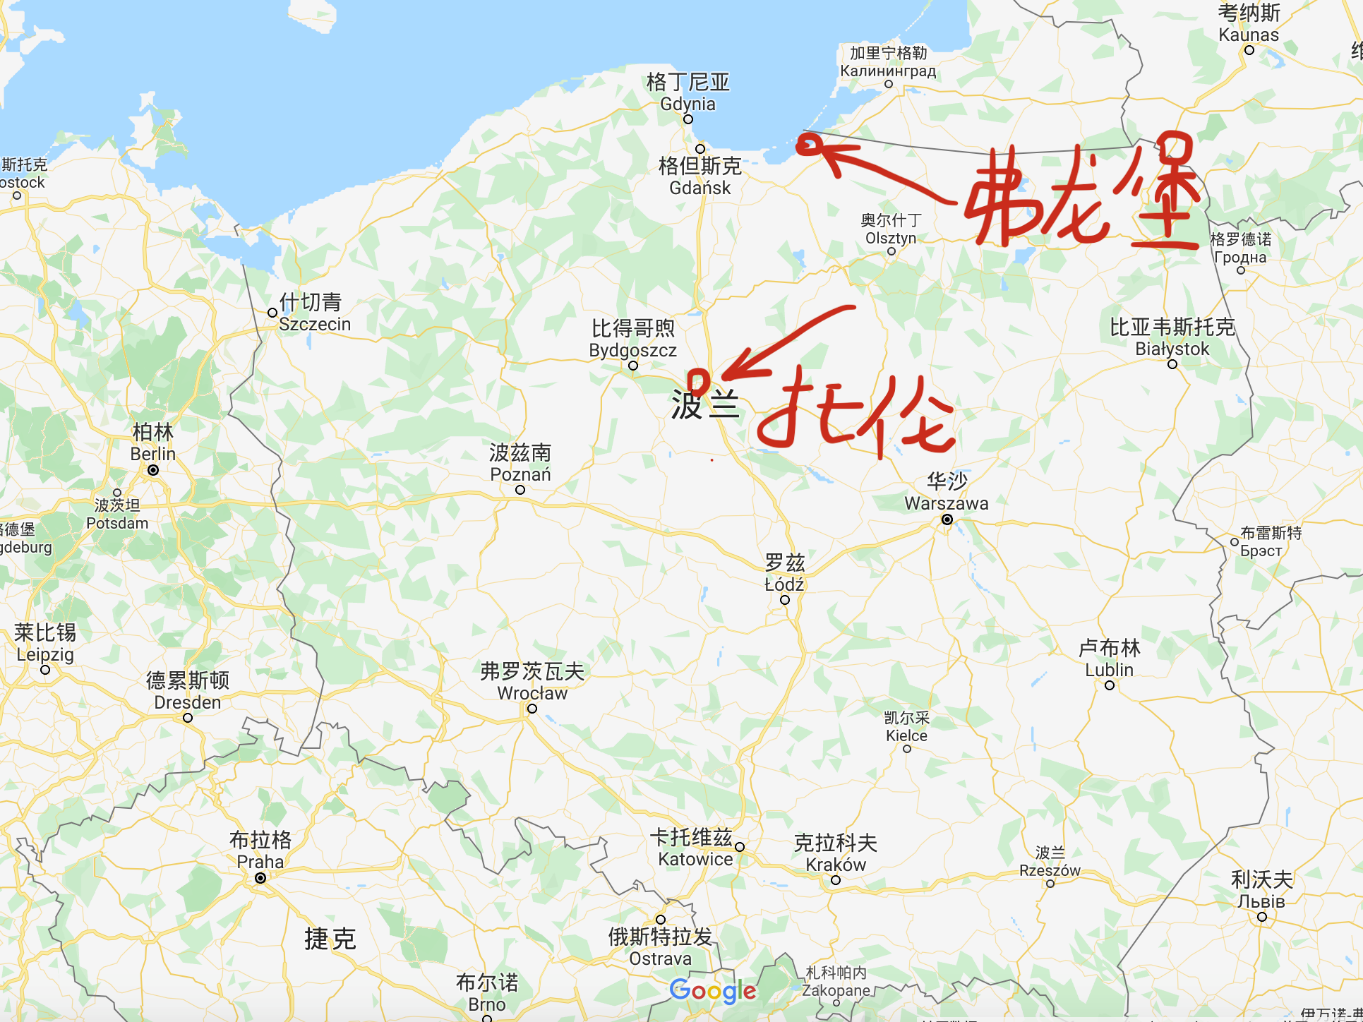 考纳斯
Kaunas
维
加里宁格勒
Калининград
格丁尼亚
Gdynia
格但斯克
Gdańsk
斯托克
ostock
弗龙堡
奥尔什丁
Olsztyn
格罗德诺
Гродна
什切青
Szczecin
比得哥煦
Bydgoszcz
比亚韦斯托克
Białystok
波兰
托伦
柏林
Berlin
波兹南
Poznań
华沙
Warszawa
波茨坦
Potsdam
德堡
gdeburg
布雷斯特
Брэст
罗兹
Łódź
莱比锡
Leipzig
德累斯顿
Dresden
弗罗茨瓦夫
Wrocław
卢布林
Lublin
凯尔采
Kielce
布拉格
Praha
卡托维兹
Katowice
克拉科夫
Kraków
波兰
Rzeszów
利沃夫
Львів
捷克
俄斯特拉发
Ostrava
布尔诺
Brno
Google
札科帕内
Zakopane
伊万诺-弗